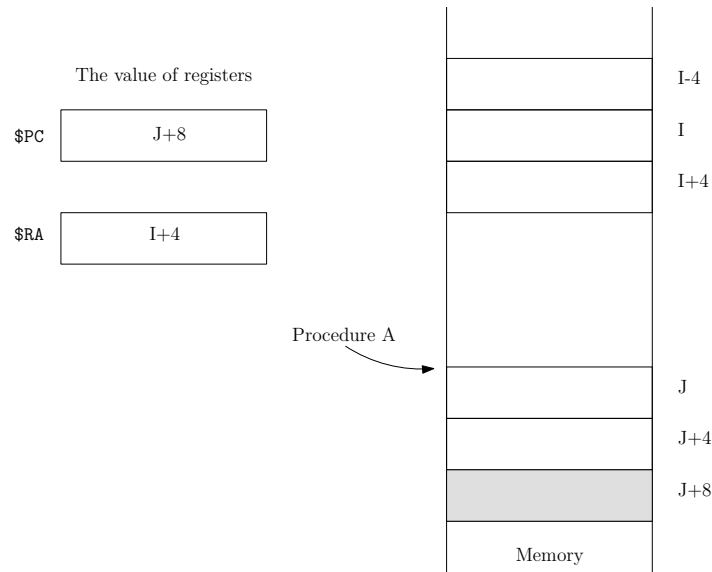 The value of registers
$PC
J+8
$RA
I+4
Procedure A
I-4
I
I+4
J
J+4
J+8
Memory